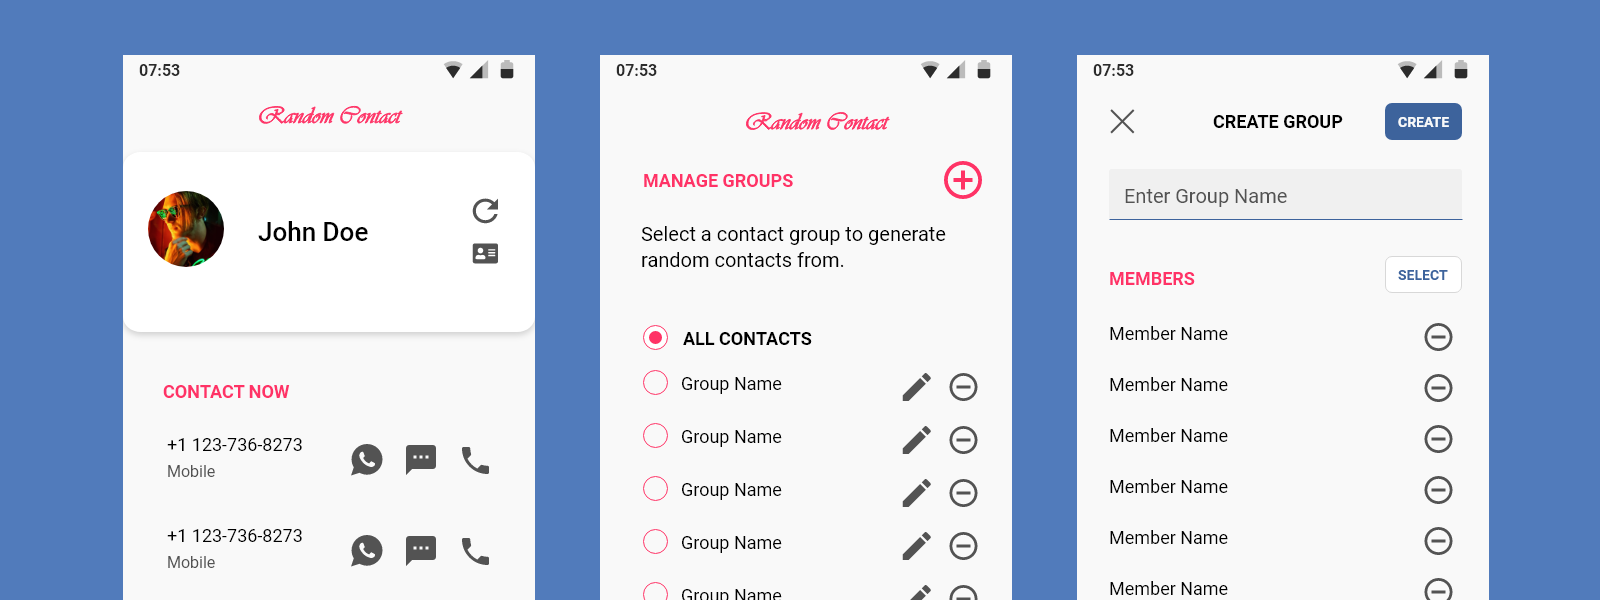 07:53
Random Contact
John Doe
CONTACT NOW
+1 123-736-8273
Mobile
+1 123-736-8273
Mobile
07:53
Random Contact
MANAGE GROUPS
Select a contact group to generate
random contacts from.
ALL CONTACTS
Group Name
Group Name
Group Name
Group Name
Group Name
07:53
CREATE GROUP
CREATE
Enter Group Name
MEMBERS
SELECT
Member Name
Member Name
Member Name
Member Name
Member Name
Member Name